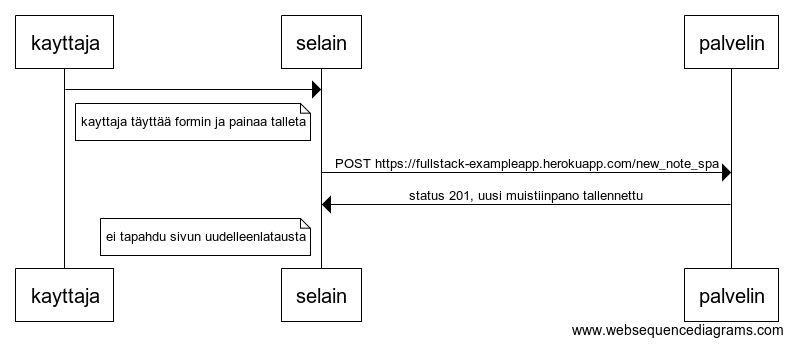 kayttaja selain palvelin
kayttaja täyttää formin ja painaa talleta
POST https://fullstack-exampleapp.herokuapp.com/new_note_spa
status 201, uusi muistiinpano tallennettu
ei tapahdu sivun uudelleenlatausta
kayttaja selain palvelin
www.websequencediagrams.com